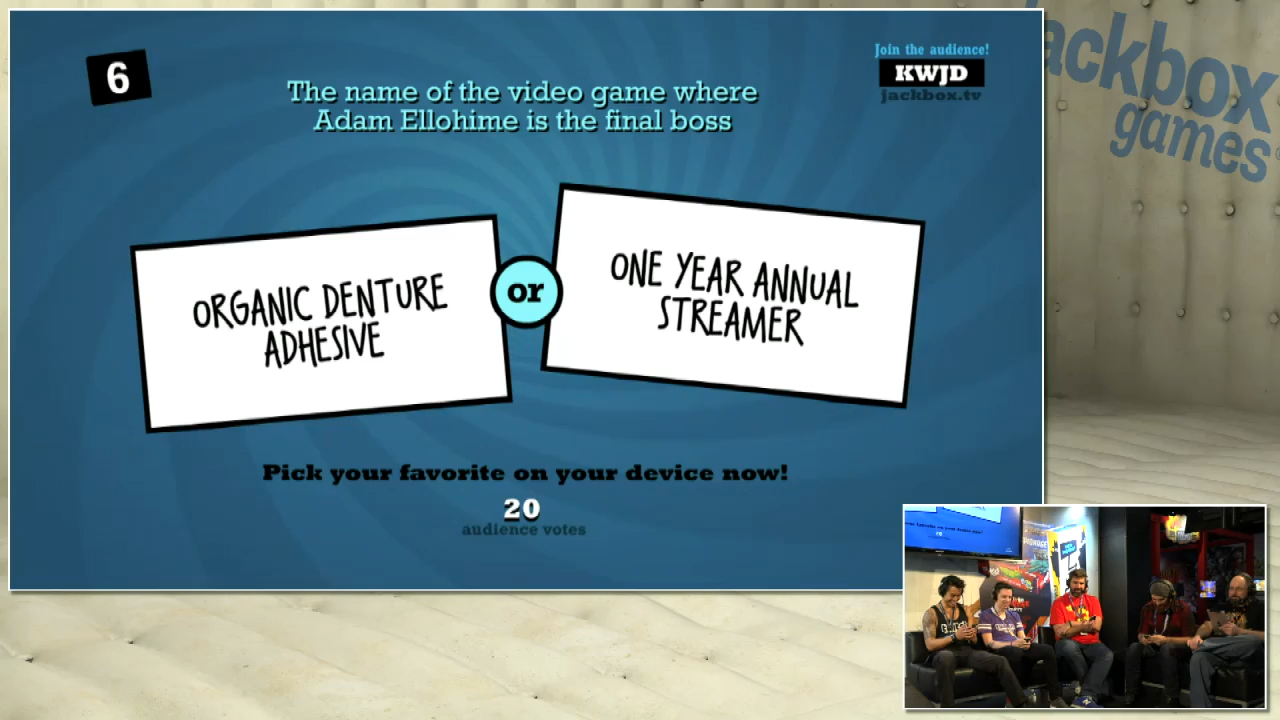 6
Join the audience!
KWJD
jackbox.tv
jackbox
games
The name of the video game where
Adam Ellohime is the final boss
ORGANIC DENTURE
ADHESIVE
or
ONE YEAR ANNUAL
STREAMER
Pick your favorite on your device now!
20
audience votes